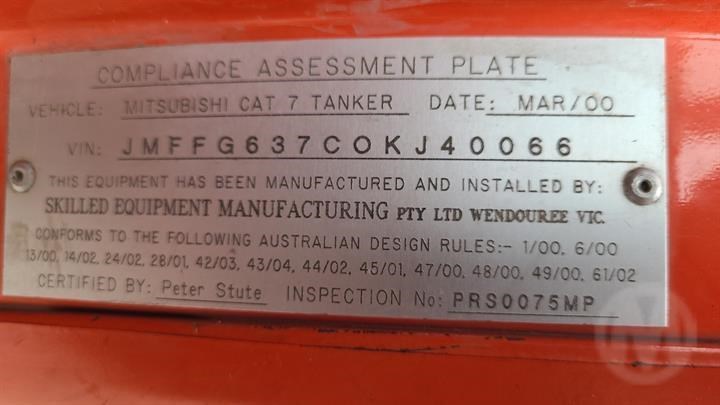 COMPLIANCE ASSESSMENT PLATE
VEHICLE: MITSUBISHI CAT 7 TANKER DATE: MAR/00
VIN: JMFFG637COKJ40066
THIS EQUIPMENT HAS BEEN MANUFACTURED AND INSTALLED BY:
SKILLED EQUIPMENT MANUFACTURING PTY LTD WENDOUREE VIC.
CONFORMS TO THE FOLLOWING AUSTRALIAN DESIGN RULES:- 1/00, 6/00
13/00, 14/02, 24/02, 28/01, 42/03, 43/04, 44/02, 45/01, 47/00, 48/00, 49/00, 61/02
CERTIFIED BY: Peter Stute INSPECTION No: PRS0075MP